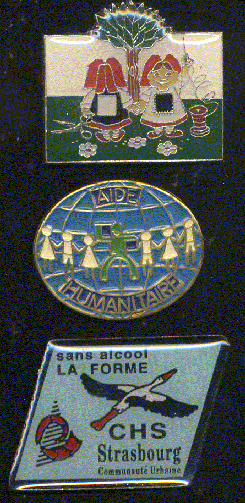 AIDE
HUMANITAIRE
sans alcool
LA FORME
CHS
Strasbourg
Communauté Urbaine